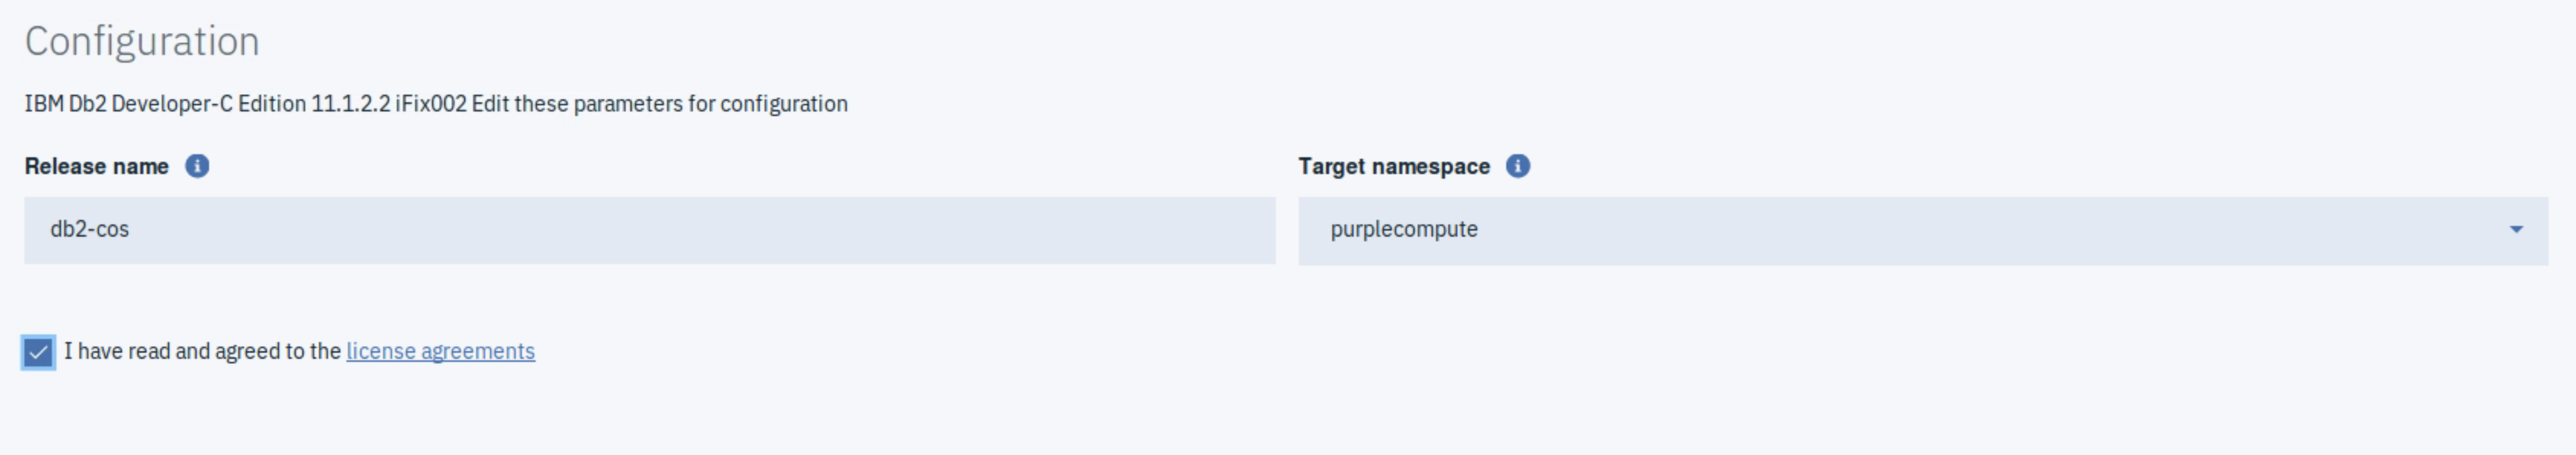 Configuration
IBM Db2 Developer-C Edition 11.1.2.2 iFix002 Edit these parameters for configuration
Release name
Target namespace
db2-cos
purplecompute
I have read and agreed to the license agreements